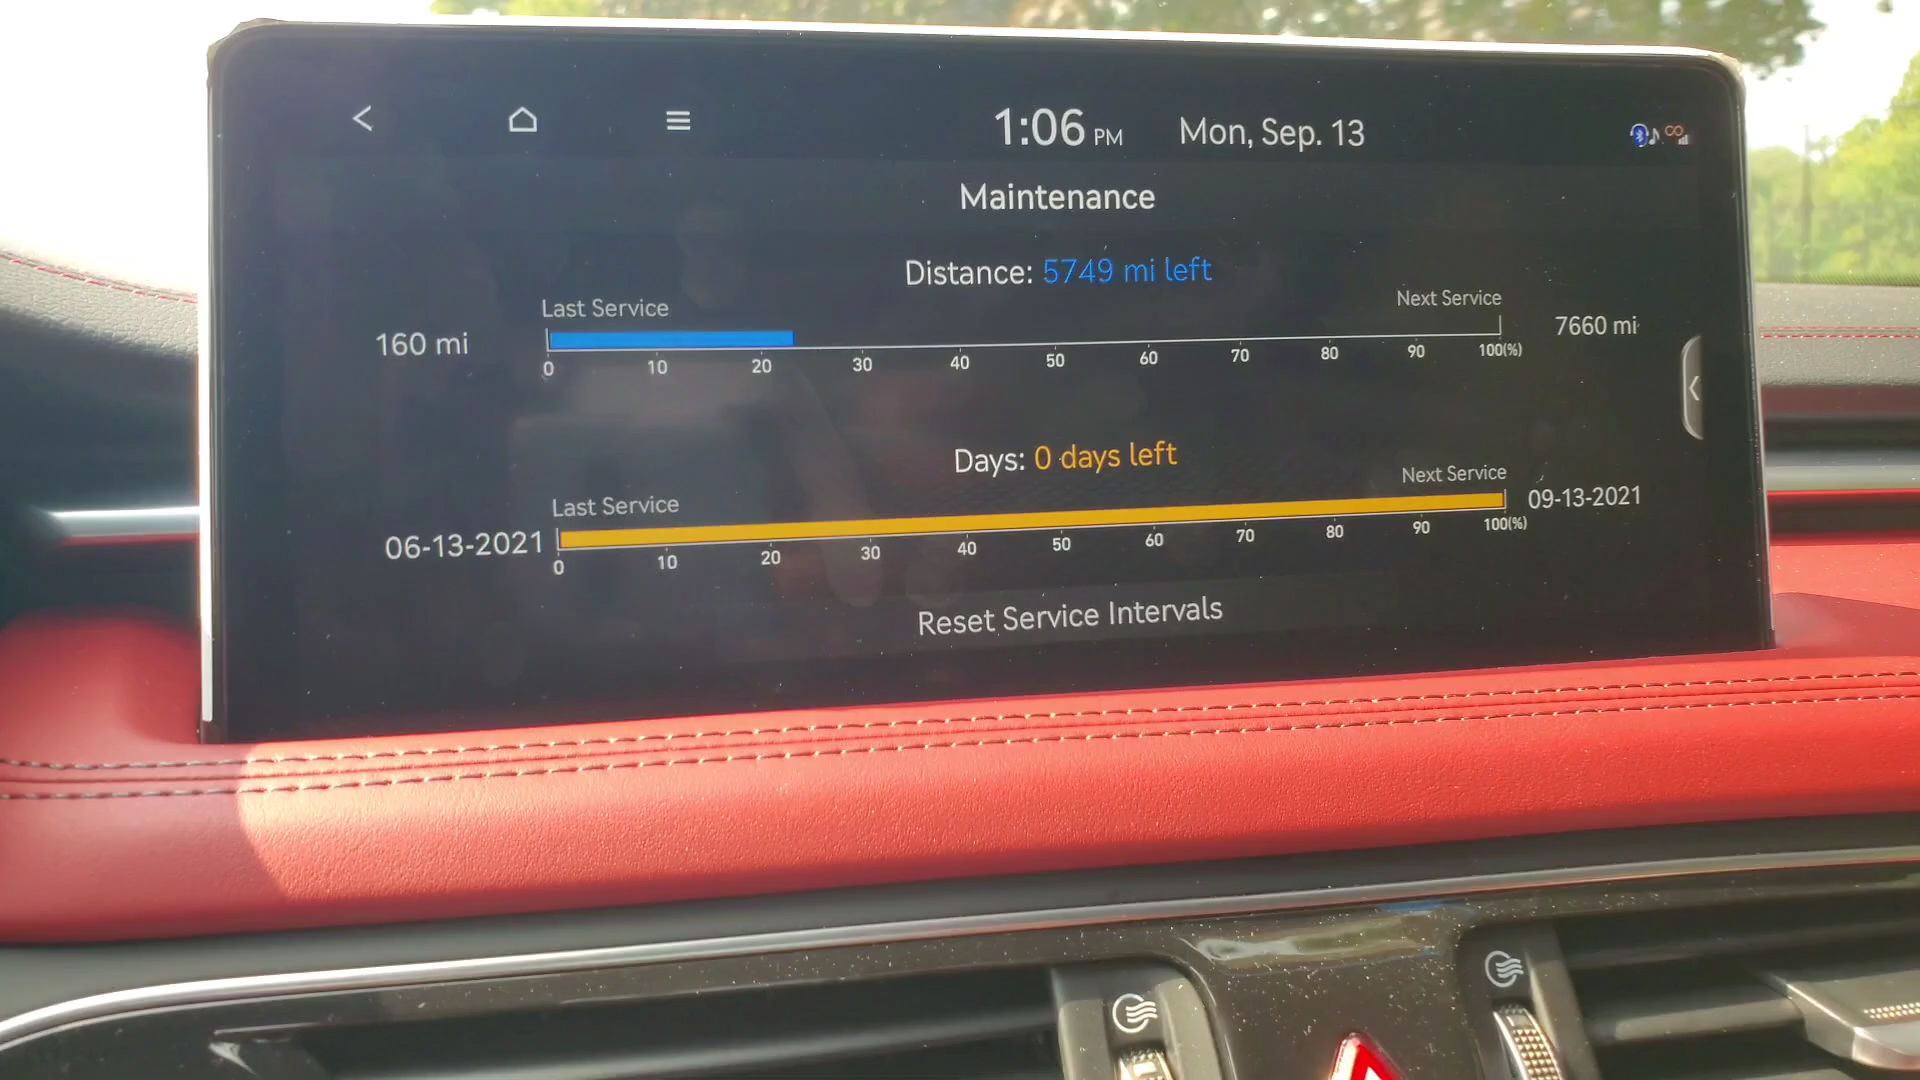 1:06 PM Mon, Sep. 13
Maintenance
Distance: 5749 mi left
Last Service Next Service
160 mi 7660 mi
0 10 20 30 40 50 60 70 80 90 100(%)
Days: 0 days left
Last Service Next Service
06-13-2021 09-13-2021
0 10 20 30 40 50 60 70 80 90 100(%)
Reset Service Intervals